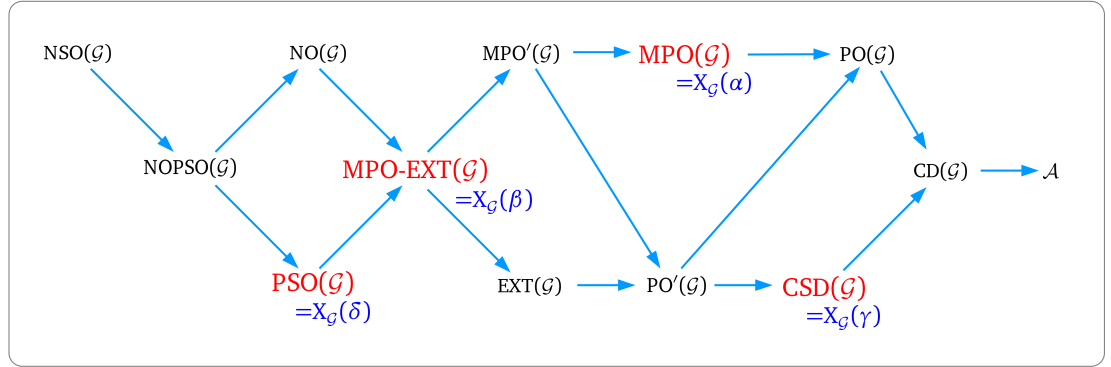 NSO(𝒢) NO(𝒢) MPO′(𝒢) MPO(𝒢) PO(𝒢)
=X𝒢(α)
NOPSO(𝒢) MPO-EXT(𝒢) CD(𝒢) 𝒜
=X𝒢(β)
PSO(𝒢) EXT(𝒢) PO′(𝒢) CSD(𝒢)
=X𝒢(δ) =X𝒢(γ)